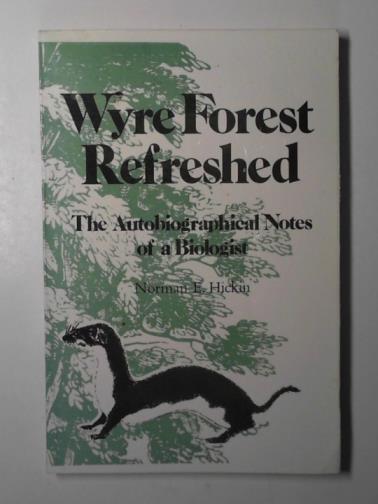 Wyre Forest
Refreshed
The Autobiographical Notes
of a Biologist
Norman E. Hickin